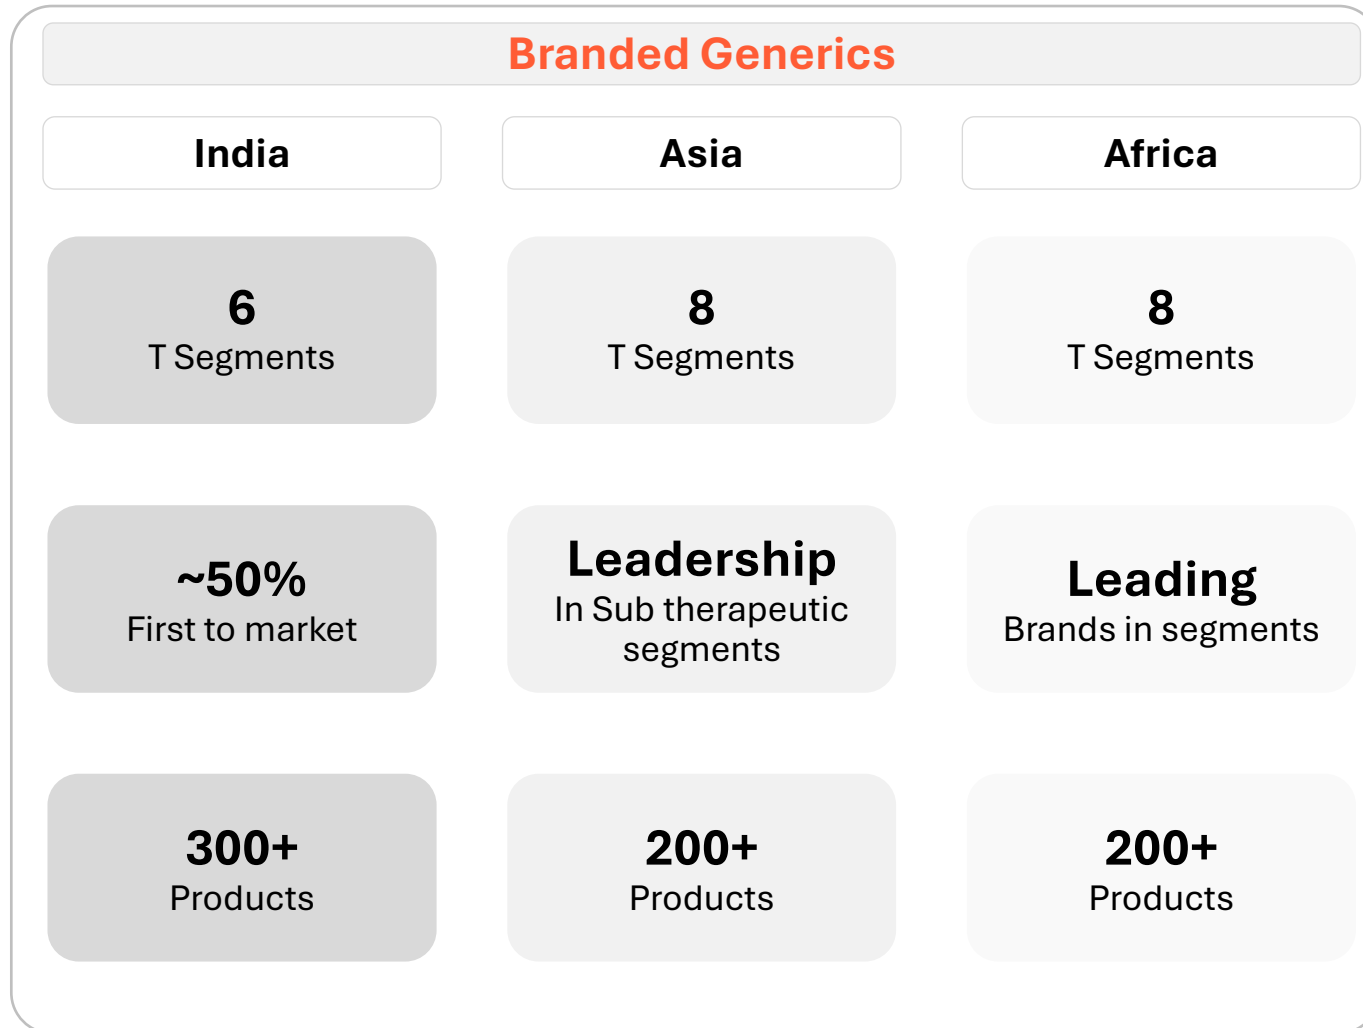 Branded Generics
India
Asia
Africa
6
T Segments
8
T Segments
8
T Segments
~50%
First to market
Leadership
In Sub therapeutic
segments
Leading
Brands in segments
300+
Products
200+
Products
200+
Products